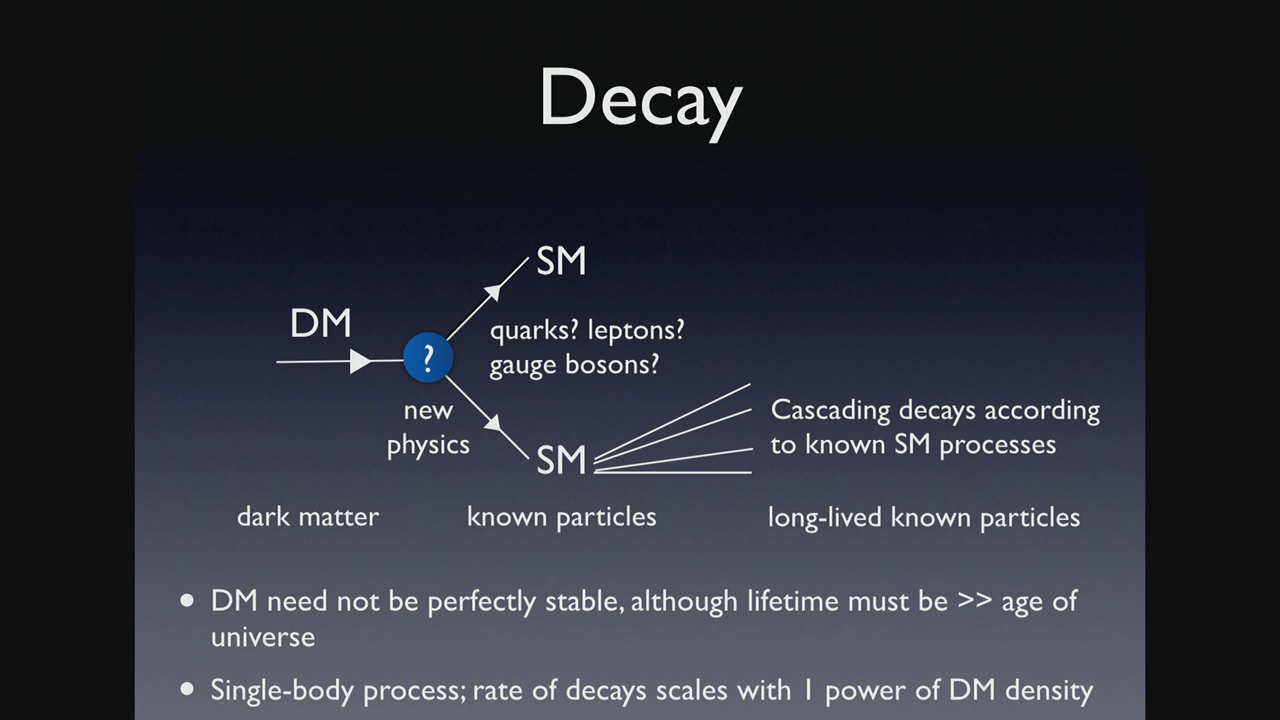 Decay
SM
DM
quarks? leptons?
gauge bosons?
?
new
physics
Cascading decays according
to known SM processes
SM
dark matter
known particles
long-lived known particles
• DM need not be perfectly stable, although lifetime must be >> age of
universe
• Single-body process; rate of decays scales with 1 power of DM density